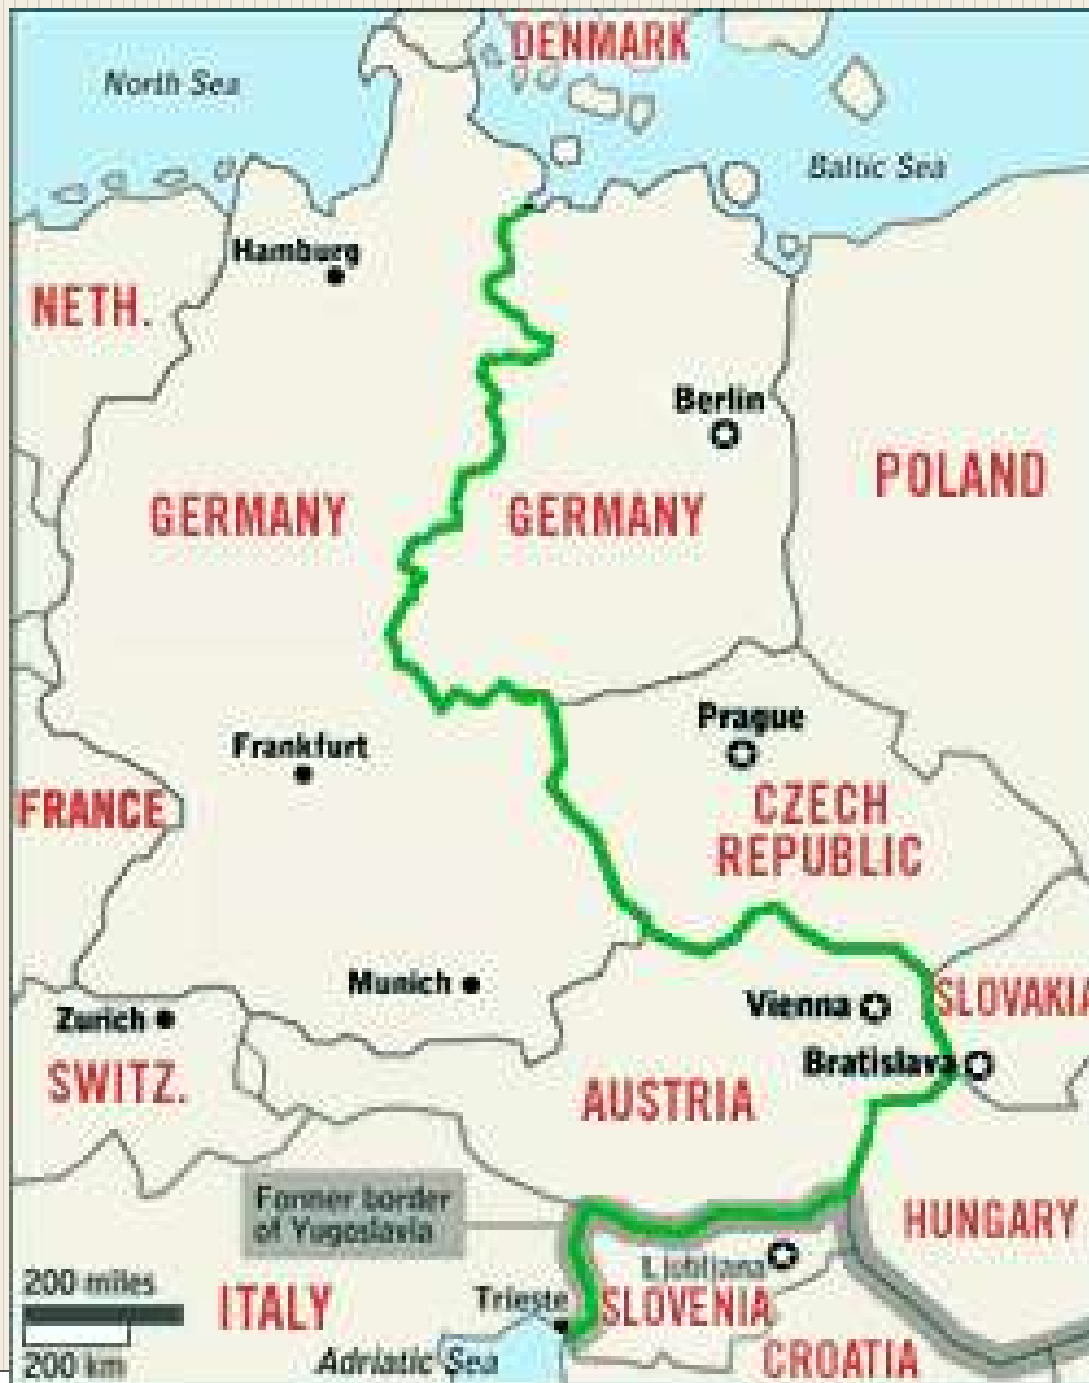 DENMARK
North Sea
Baltic Sea
Hamburg
NETH.
Berlin
POLAND
GERMANY
GERMANY
Prague
Frankfurt
CZECH
REPUBLIC
FRANCE
Munich
Vienna
SLOVAKIA
Zurich
Bratislava
SWITZ.
AUSTRIA
Former border
of Yugoslavia
HUNGARY
Ljubljana
200 miles
ITALY
Trieste
SLOVENIA
200 km
Adriatic Sea
CROATIA